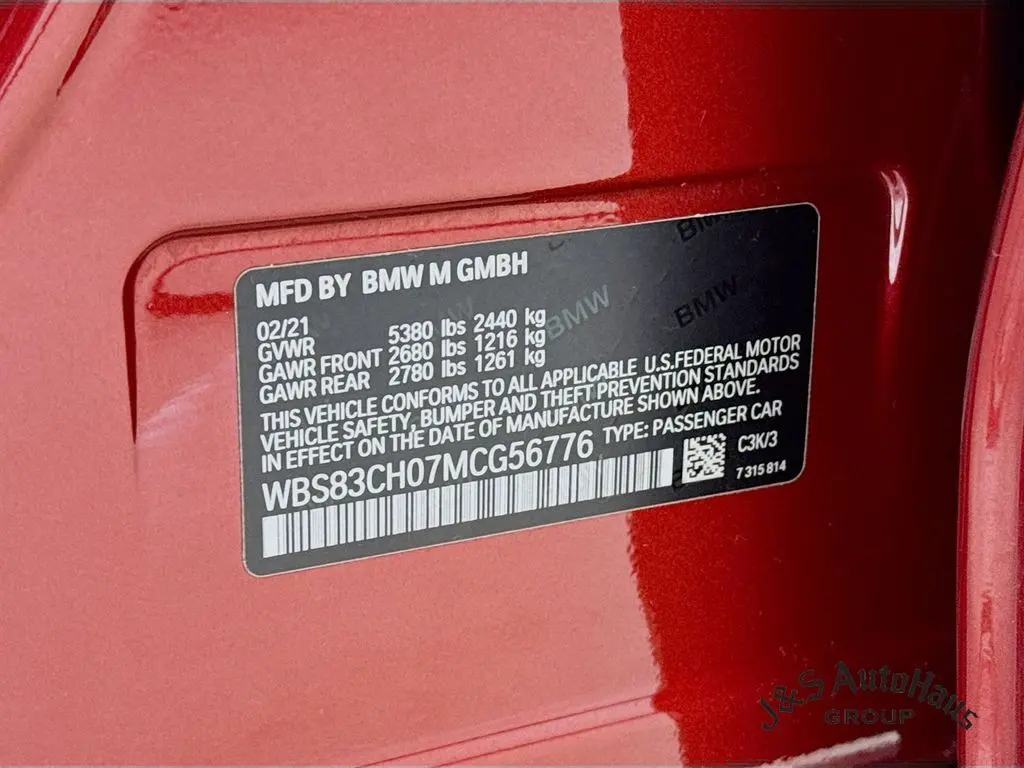 MFD BY BMW M GMBH
02/21
GVWR 5380 lbs 2440 kg
GAWR FRONT 2680 lbs 1216 kg
GAWR REAR 2780 lbs 1261 kg
THIS VEHICLE CONFORMS TO ALL APPLICABLE U.S.FEDERAL MOTOR
VEHICLE SAFETY, BUMPER AND THEFT PREVENTION STANDARDS
IN EFFECT ON THE DATE OF MANUFACTURE SHOWN ABOVE.
WBS83CH07MCG56776 TYPE: PASSENGER CAR
C3K/3
7 315 814
BMW
BMW
BMW
J&S AutoHaus
GROUP